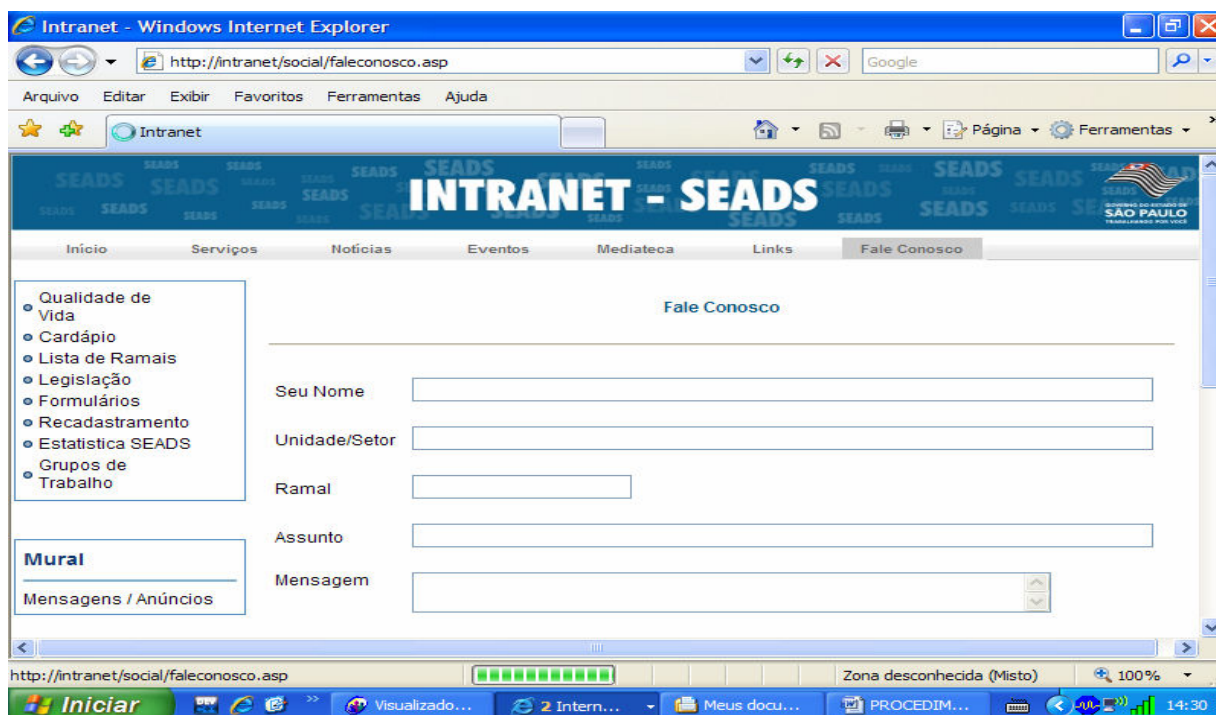 Intranet - Windows Internet Explorer
http://intranet/social/faleconosco.asp
Google
Arquivo Editar Exibir Favoritos Ferramentas Ajuda
Intranet
Página Ferramentas
INTRANET - SEADS
SÃO PAULO
Início Serviços Notícias Eventos Mediateca Links Fale Conosco
Qualidade de
Vida
Cardápio
Lista de Ramais
Legislação
Formulários
Recadastramento
Estatistica SEADS
Grupos de
Trabalho
Mural
Mensagens / Anúncios
Fale Conosco
Seu Nome
Unidade/Setor
Ramal
Assunto
Mensagem
http://intranet/social/faleconosco.asp
Zona desconhecida (Misto)
100%
Iniciar
Visualizado...
2 Intern...
Meus docu...
PROCEDIM...
14:30